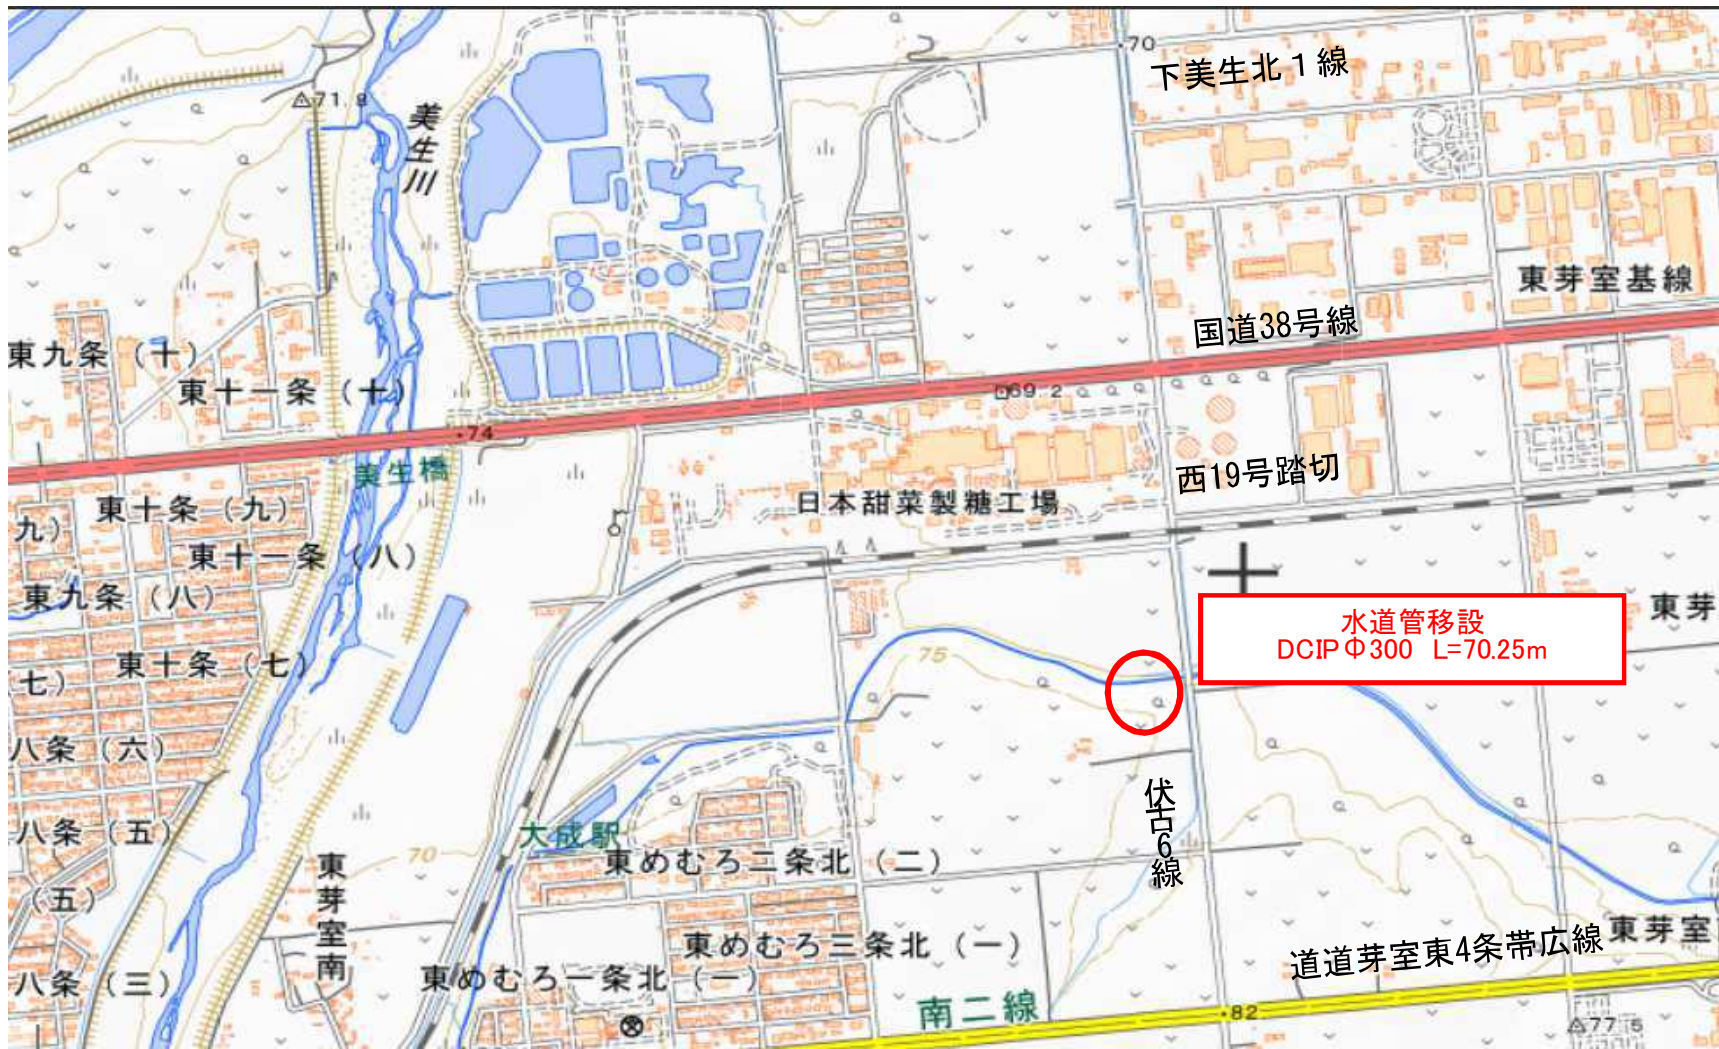 70
下美生北1線
71.8
美生川
東芽室基線
国道38号線
東九条(十)
東十一条(十)
69.2
74
美生橋
西19号踏切
日本甜菜製糖工場
九)
東十条(九)
東十一条(八)
東九条(八)
東芽
水道管移設
DCIPΦ300 L=70.25m
東十条(七)
七)
75
八条(六)
伏古6線
八条(五)
大成駅
70
東めむろ二条北(二)
東芽室南
(五)
東めむろ三条北(一)
道道芽室東4条帯広線
東芽室
八条(三)
東めむろ一条北(一)
南二線
82
77.5